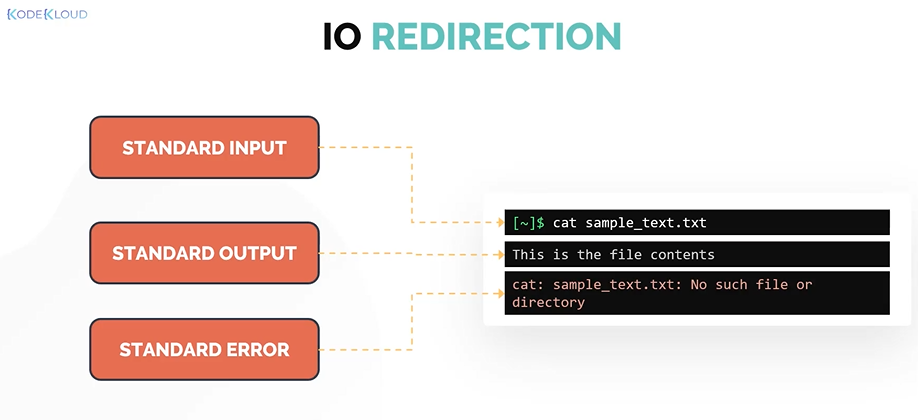 KODEKLOUD
IO REDIRECTION
STANDARD INPUT
STANDARD OUTPUT
STANDARD ERROR
[~]$ cat sample_text.txt
This is the file contents
cat: sample_text.txt: No such file or
directory